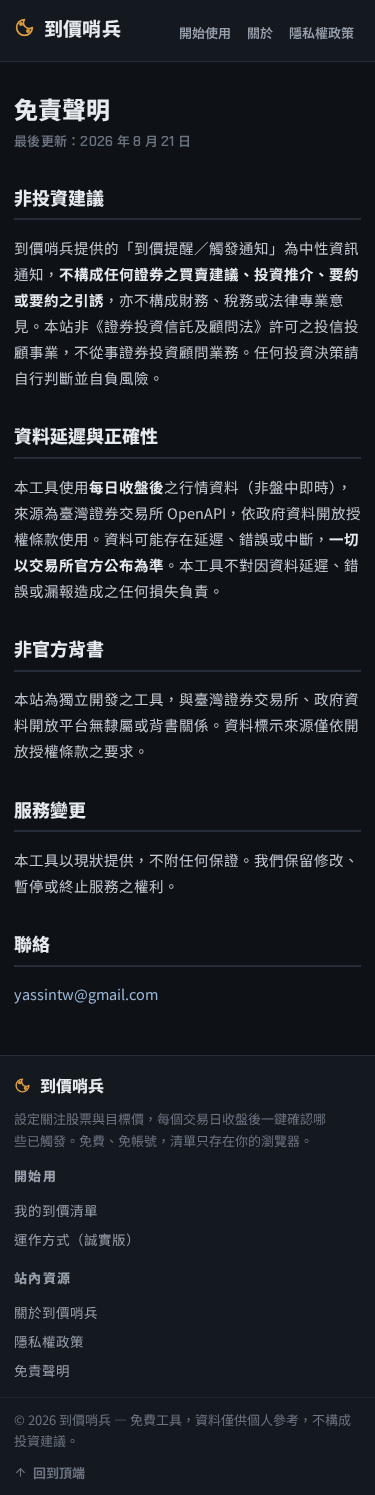 到價哨兵
開始使用 關於 隱私權政策
免責聲明
最後更新：2026 年 8 月 21 日
非投資建議
到價哨兵提供的「到價提醒／觸發通知」為中性資訊
通知，不構成任何證券之買賣建議、投資推介、要約
或要約之引誘，亦不構成財務、稅務或法律專業意
見。本站非《證券投資信託及顧問法》許可之投信投
顧事業，不從事證券投資顧問業務。任何投資決策請
自行判斷並自負風險。
資料延遲與正確性
本工具使用每日收盤後之行情資料（非盤中即時），
來源為臺灣證券交易所 OpenAPI，依政府資料開放授
權條款使用。資料可能存在延遲、錯誤或中斷，一切
以交易所官方公布為準。本工具不對因資料延遲、錯
誤或漏報造成之任何損失負責。
非官方背書
本站為獨立開發之工具，與臺灣證券交易所、政府資
料開放平台無隸屬或背書關係。資料標示來源僅依開
放授權條款之要求。
服務變更
本工具以現狀提供，不附任何保證。我們保留修改、
暫停或終止服務之權利。
聯絡
yassintw@gmail.com
到價哨兵
設定關注股票與目標價，每個交易日收盤後一鍵確認哪
些已觸發。免費、免帳號，清單只存在你的瀏覽器。
開始用
我的到價清單
運作方式（誠實版）
站內資源
關於到價哨兵
隱私權政策
免責聲明
© 2026 到價哨兵 — 免費工具，資料僅供個人參考，不構成
投資建議。
↑ 回到頂端